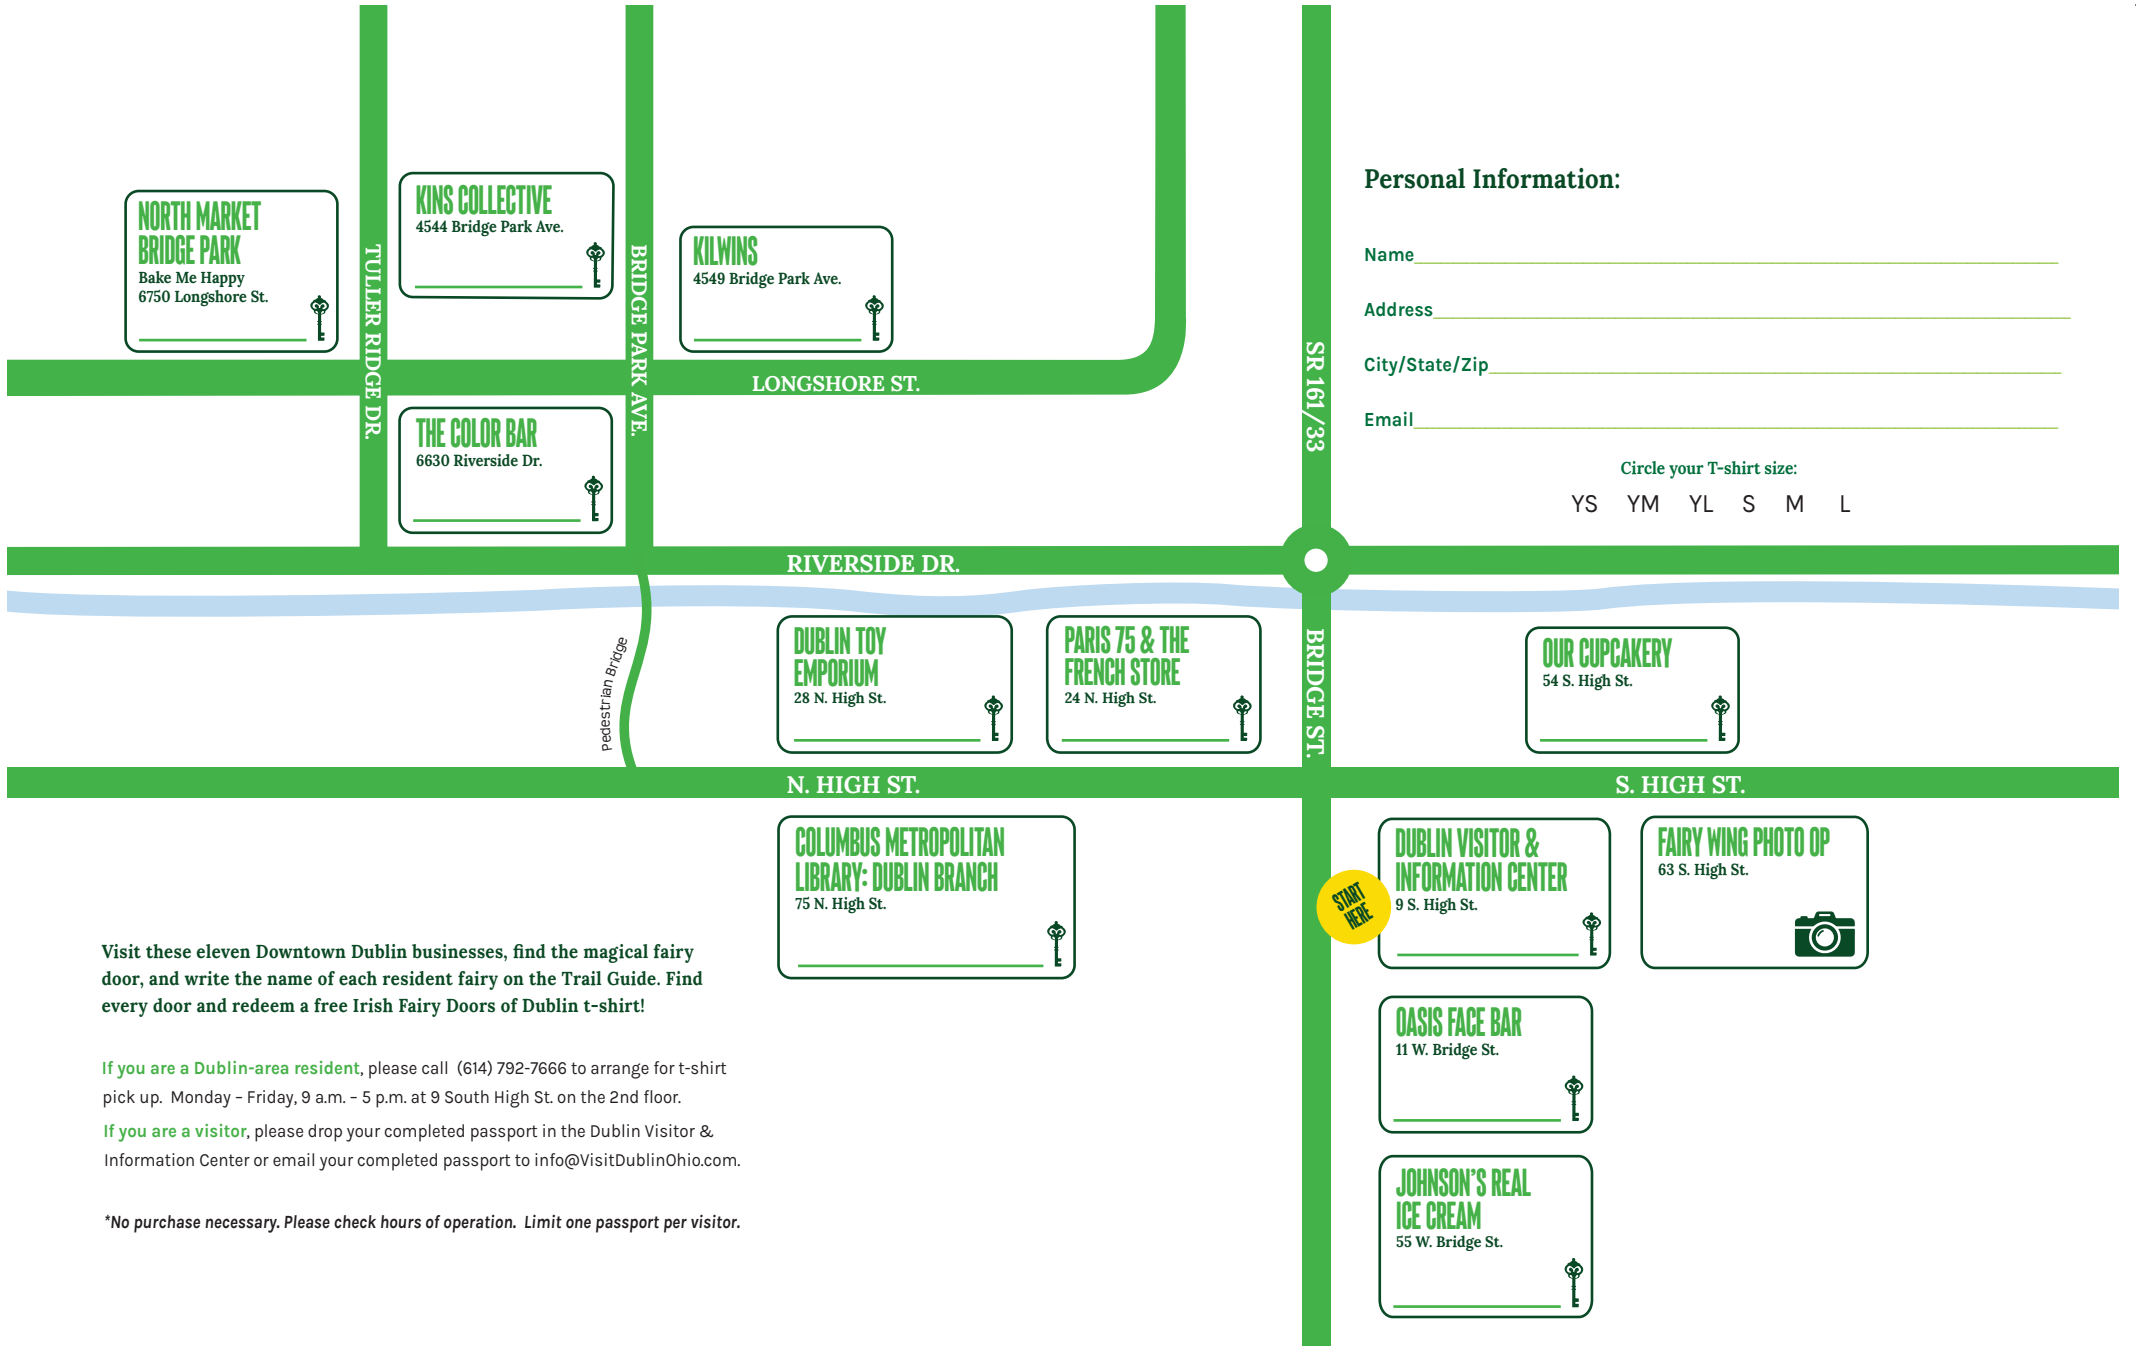 NORTH MARKET
BRIDGE PARK
Bake Me Happy
6750 Longshore St.
TULLER RIDGE DR.
KINS COLLECTIVE
4544 Bridge Park Ave.
BRIDGE PARK AVE.
KILWINS
4549 Bridge Park Ave.
LONGSHORE ST.
THE COLOR BAR
6630 Riverside Dr.
SR 161/33
Personal Information:
Name
Address
City/State/Zip
Email
Circle your T-shirt size:
YS YM YL S M L
RIVERSIDE DR.
Pedestrian Bridge
DUBLIN TOY
EMPORIUM
28 N. High St.
PARIS 75 & THE
FRENCH STORE
24 N. High St.
BRIDGE ST.
OUR CUPCAKERY
54 S. High St.
N. HIGH ST.
S. HIGH ST.
COLUMBUS METROPOLITAN
LIBRARY: DUBLIN BRANCH
75 N. High St.
START
HERE
DUBLIN VISITOR &
INFORMATION CENTER
9 S. High St.
FAIRY WING PHOTO OP
63 S. High St.
OASIS FACE BAR
11 W. Bridge St.
JOHNSON'S REAL
ICE CREAM
55 W. Bridge St.
Visit these eleven Downtown Dublin businesses, find the magical fairy
door, and write the name of each resident fairy on the Trail Guide. Find
every door and redeem a free Irish Fairy Doors of Dublin t-shirt!
If you are a Dublin-area resident, please call (614) 792-7666 to arrange for t-shirt
pick up. Monday – Friday, 9 a.m. – 5 p.m. at 9 South High St. on the 2nd floor.
If you are a visitor, please drop your completed passport in the Dublin Visitor &
Information Center or email your completed passport to info@VisitDublinOhio.com.
*No purchase necessary. Please check hours of operation. Limit one passport per visitor.